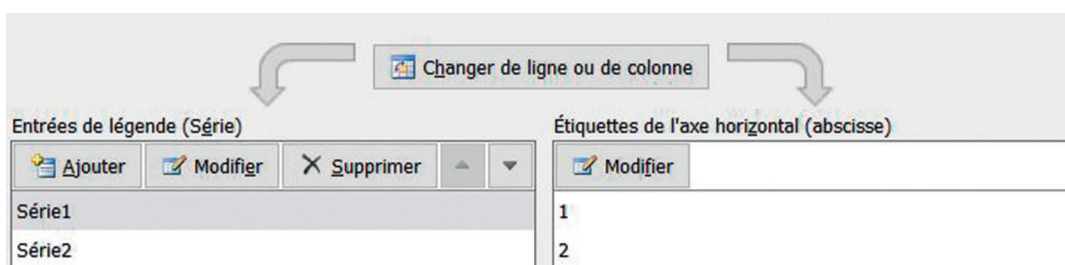 Changer de ligne ou de colonne
Entrées de légende (Série)
Ajouter
Modifier
Supprimer
Série1
Série2
Étiquettes de l'axe horizontal (abscisse)
Modifier
1
2